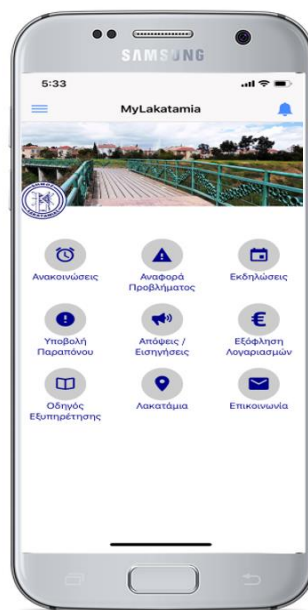 SAMSUNG
5:33
MyLakatamia
Ανακοινώσεις
Αναφορά
Προβλήματος
Εκδηλώσεις
Υποβολή
Παραπόνου
Απόψεις /
Εισηγήσεις
Εξόφληση
Λογαριασμών
Οδηγός
Εξυπηρέτησης
Λακατάμια
Επικοινωνία